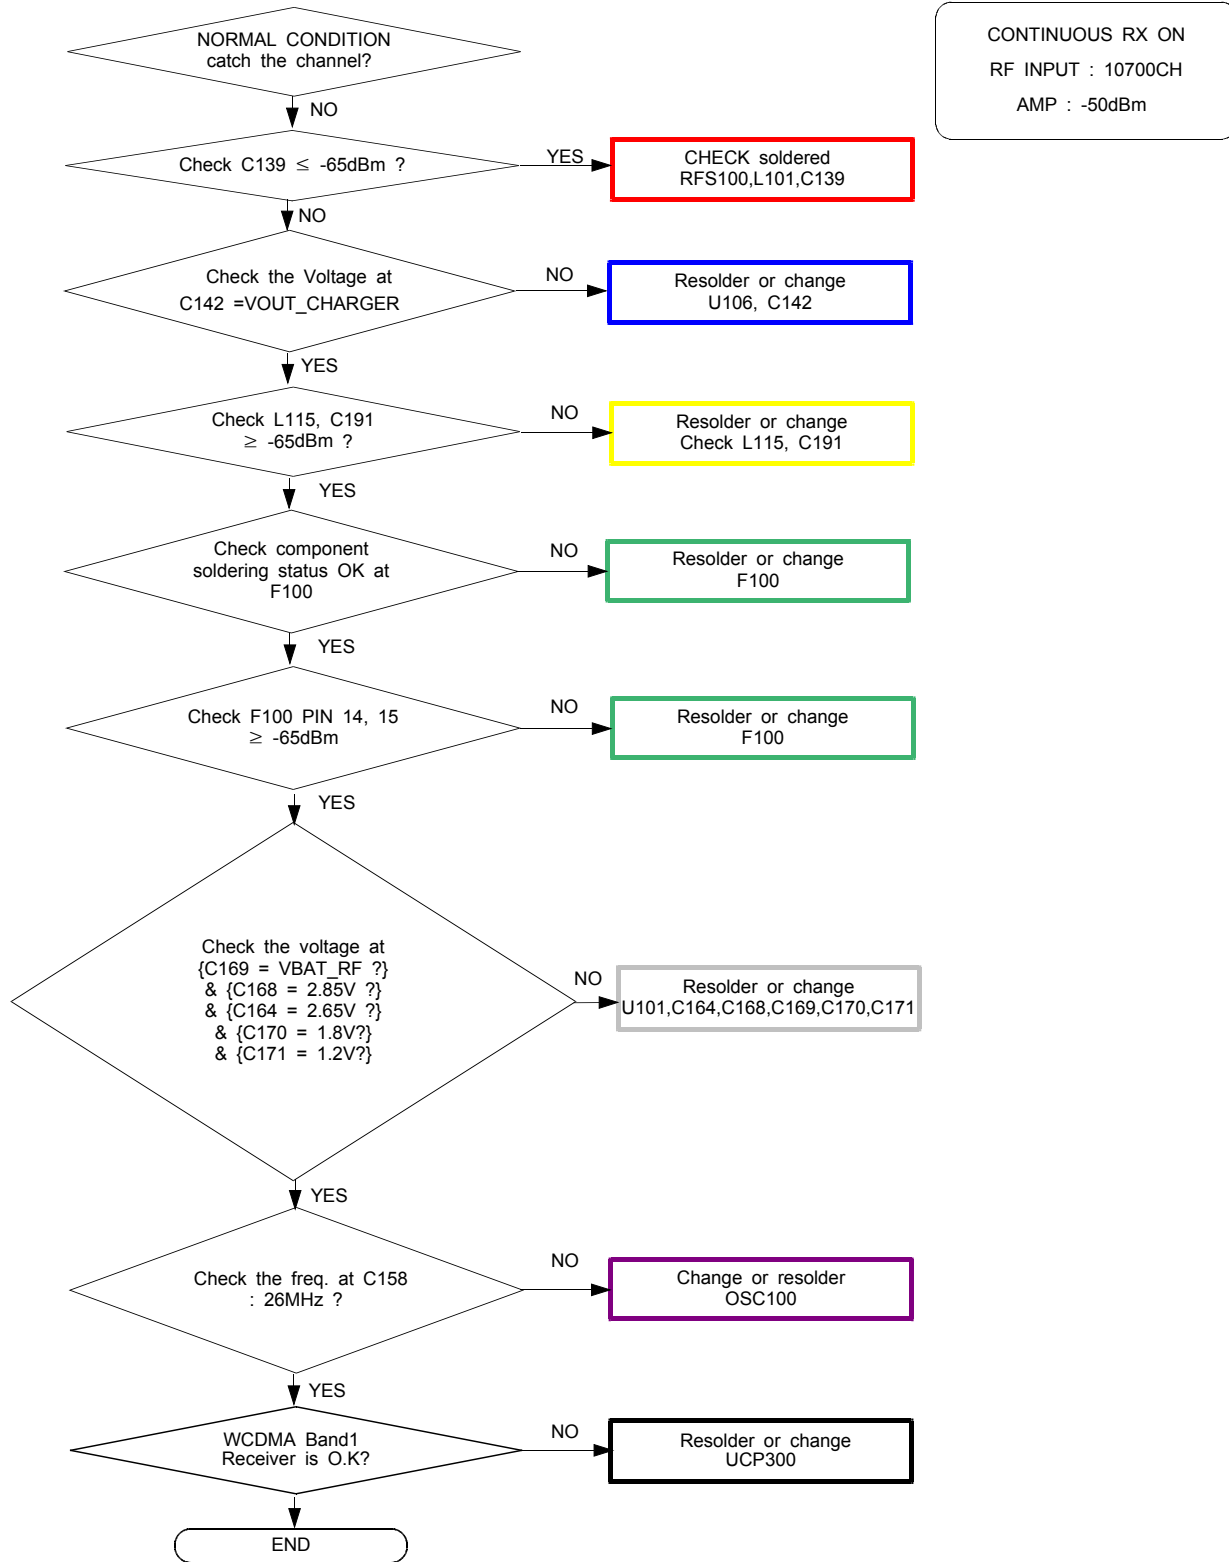 NORMAL CONDITION
catch the channel?
CONTINUOUS RX ON
RF INPUT : 10700CH
AMP : -50dBm
NO
Check C139 ≤ -65dBm ?
YES
CHECK soldered
RFS100,L101,C139
NO
Check the Voltage at
C142 =VOUT_CHARGER
NO
Resolder or change
U106, C142
YES
Check L115, C191
≥ -65dBm ?
NO
Resolder or change
Check L115, C191
YES
Check component
soldering status OK at
F100
NO
Resolder or change
F100
YES
Check F100 PIN 14, 15
≥ -65dBm
NO
Resolder or change
F100
YES
Check the voltage at
{C169 = VBAT_RF ?}
& {C168 = 2.85V ?}
& {C164 = 2.65V ?}
& {C170 = 1.8V?}
& {C171 = 1.2V?}
NO
Resolder or change
U101,C164,C168,C169,C170,C171
YES
Check the freq. at C158
: 26MHz ?
NO
Change or resolder
OSC100
YES
WCDMA Band1
Receiver is O.K?
NO
Resolder or change
UCP300
END